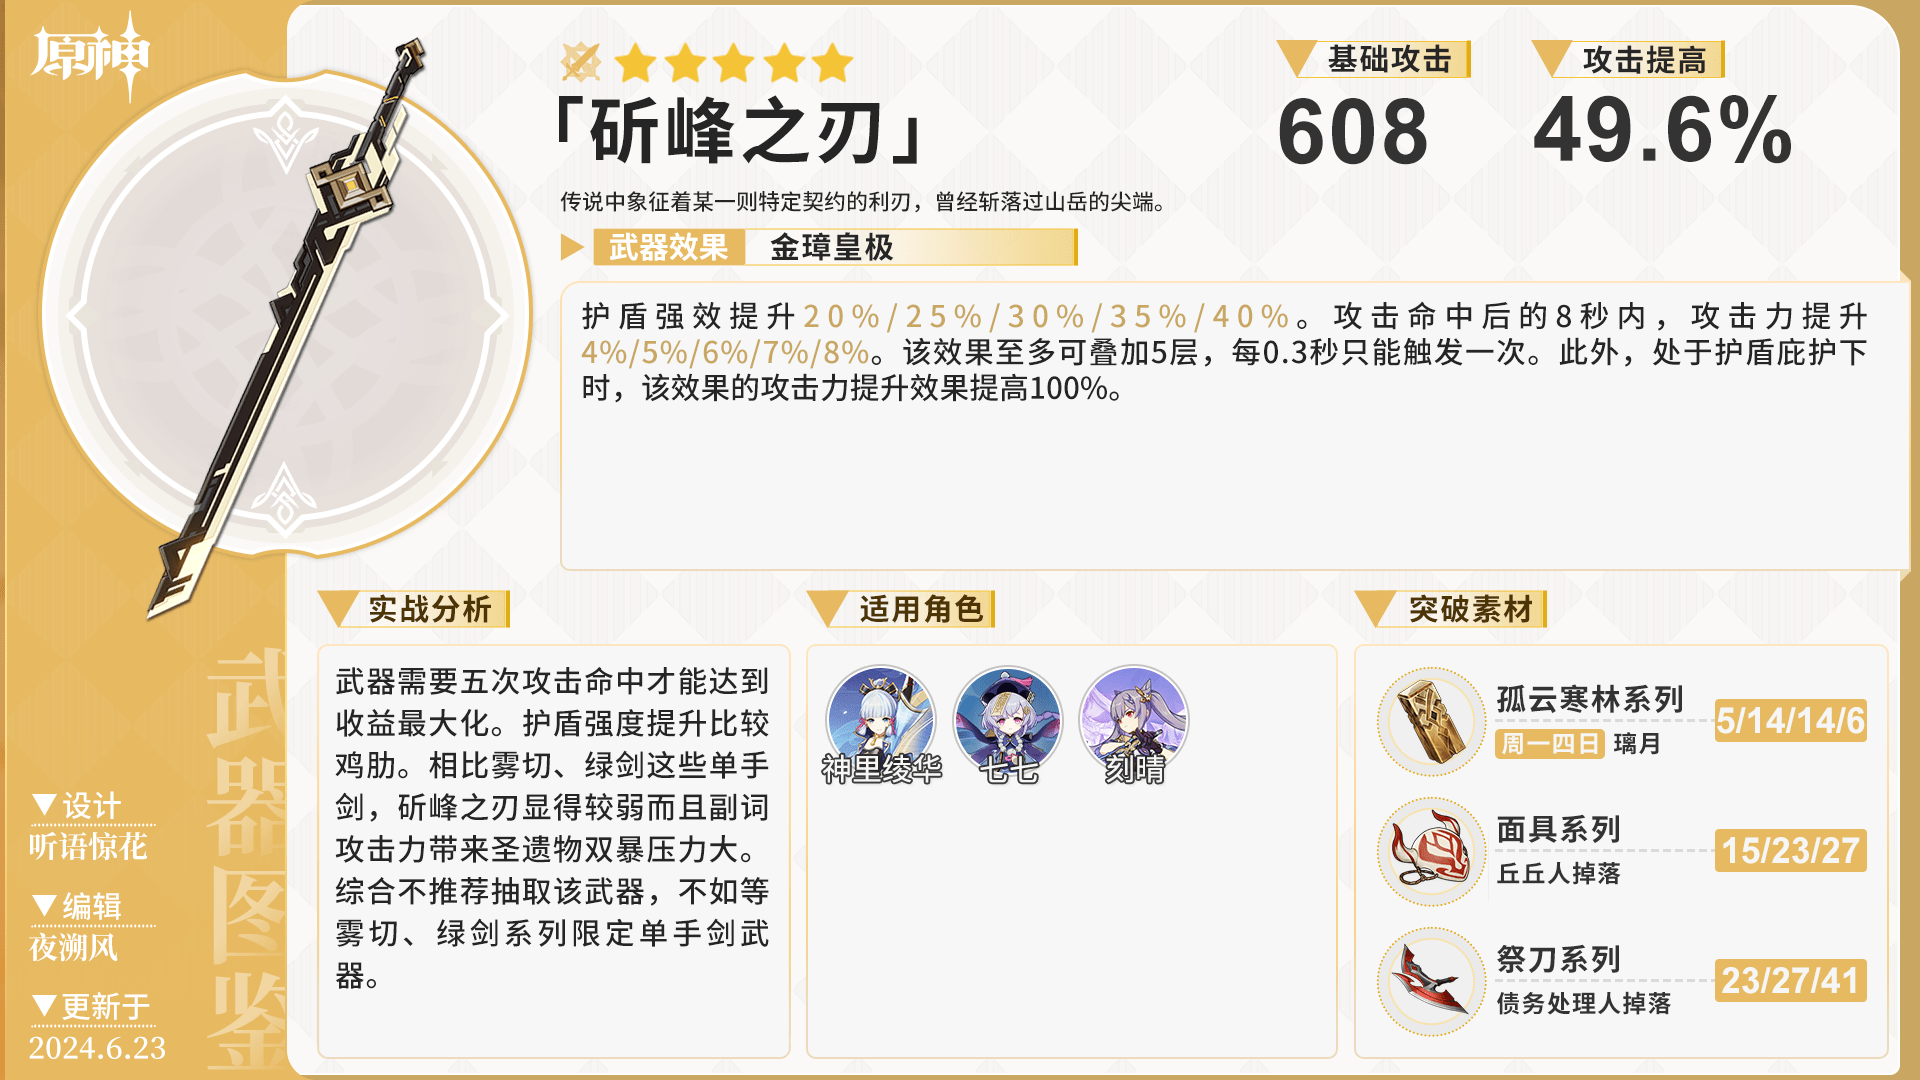 原神
「斫峰之刃」
传说中象征着某一则特定契约的利刃，曾经斩落过山岳的尖端。
基础攻击
608
攻击提高
49.6%
武器效果 金璋皇极
护盾强效提升20%/25%/30%/35%/40%。攻击命中后的8秒内，攻击力提升
4%/5%/6%/7%/8%。该效果至多可叠加5层，每0.3秒只能触发一次。此外，处于护盾庇护下
时，该效果的攻击力提升效果提高100%。
实战分析
武器需要五次攻击命中才能达到
收益最大化。护盾强度提升比较
鸡肋。相比雾切、绿剑这些单手
剑，斫峰之刃显得较弱而且副词
攻击力带来圣遗物双暴压力大。
综合不推荐抽取该武器，不如等
雾切、绿剑系列限定单手剑武
器。
适用角色
神里绫华
七七
刻晴
突破素材
孤云寒林系列
周一四日 璃月
5/14/14/6
面具系列
丘丘人掉落
15/23/27
祭刀系列
债务处理人掉落
23/27/41
武器图鉴
▼设计
听语惊花
▼编辑
夜溯风
▼更新于
2024.6.23